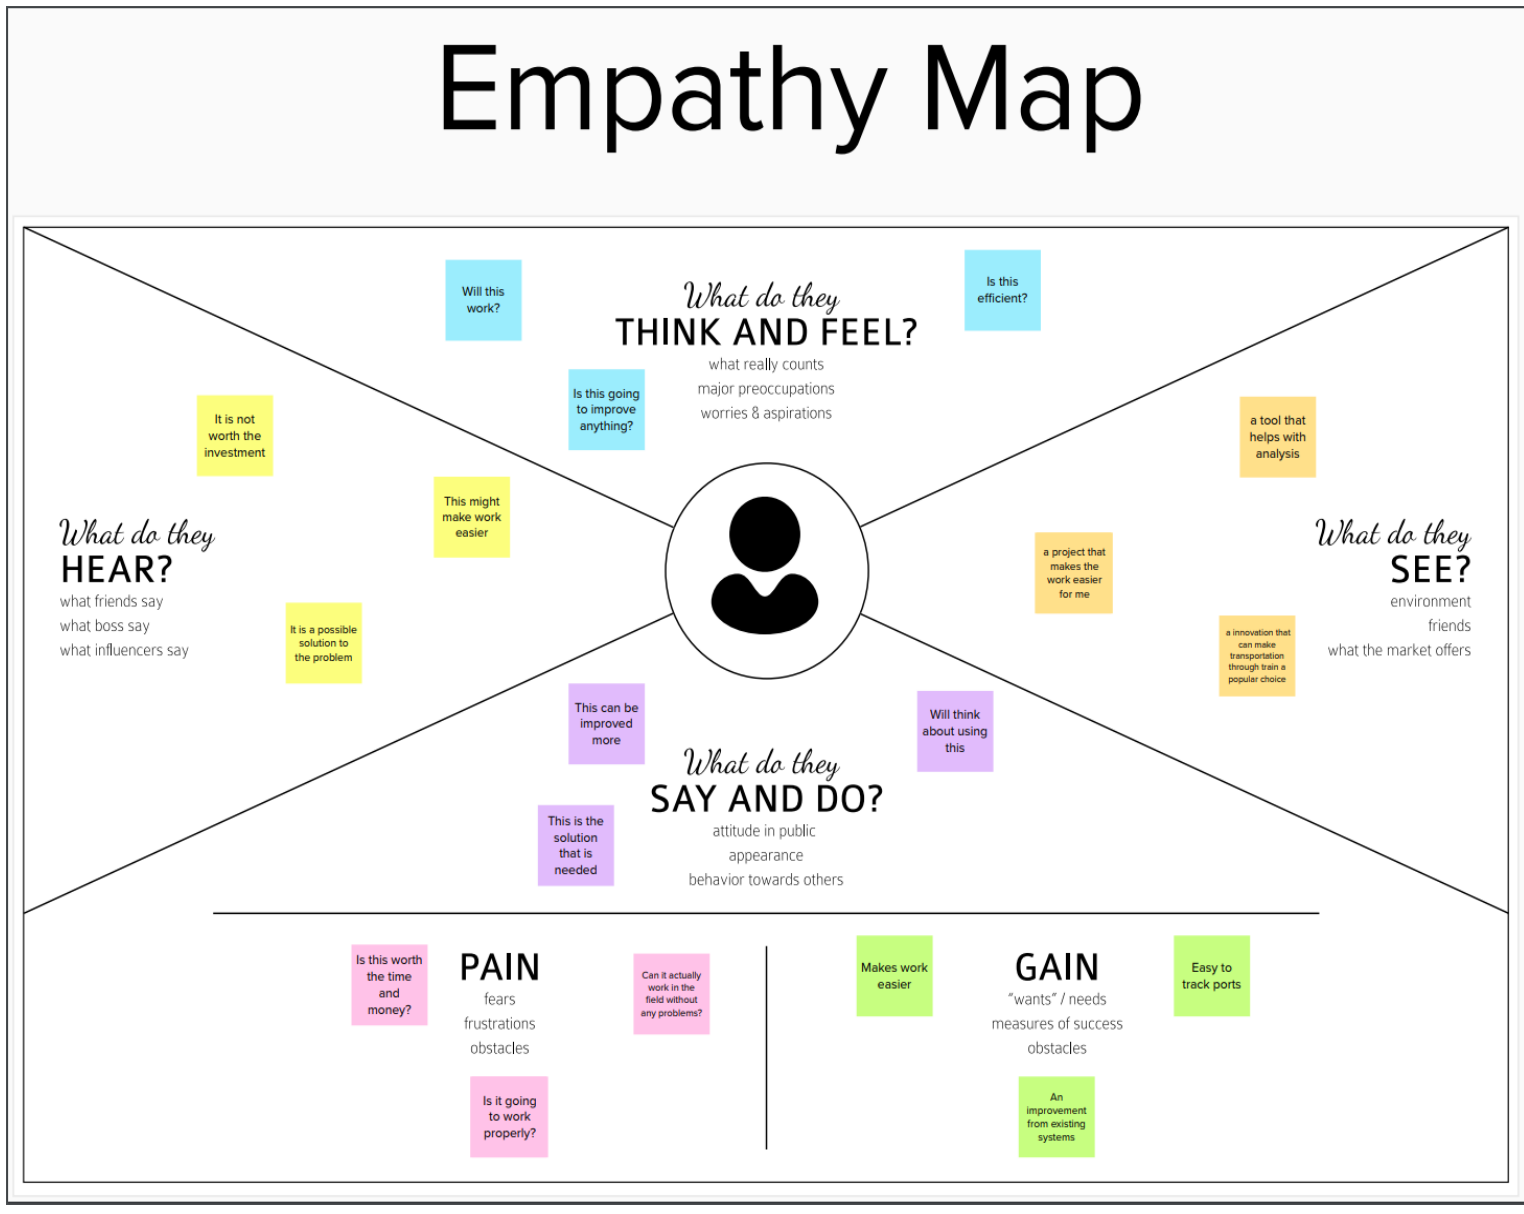 Empathy Map
Will this
work?
Is this
efficient?
What do they
THINK AND FEEL?
what really counts
major preoccupations
worries & aspirations
Is this going
to improve
anything?
It is not
worth the
investment
This might
make work
easier
What do they
HEAR?
what friends say
what boss say
what influencers say
It is a possible
solution to
the problem
a tool that
helps with
analysis
a project that
makes the
work easier
for me
What do they
SEE?
environment
friends
what the market offers
a innovation that
can make
transportation
through train a
popular choice
This can be
improved
more
Will think
about using
this
What do they
SAY AND DO?
attitude in public
appearance
behavior towards others
This is the
solution
that is
needed
Is this worth
the time
and
money?
PAIN
fears
frustrations
obstacles
Can it actually
work in the
field without
any problems?
Is it going
to work
properly?
Makes work
easier
GAIN
"wants" / needs
measures of success
obstacles
Easy to
track ports
An
improvement
from existing
systems